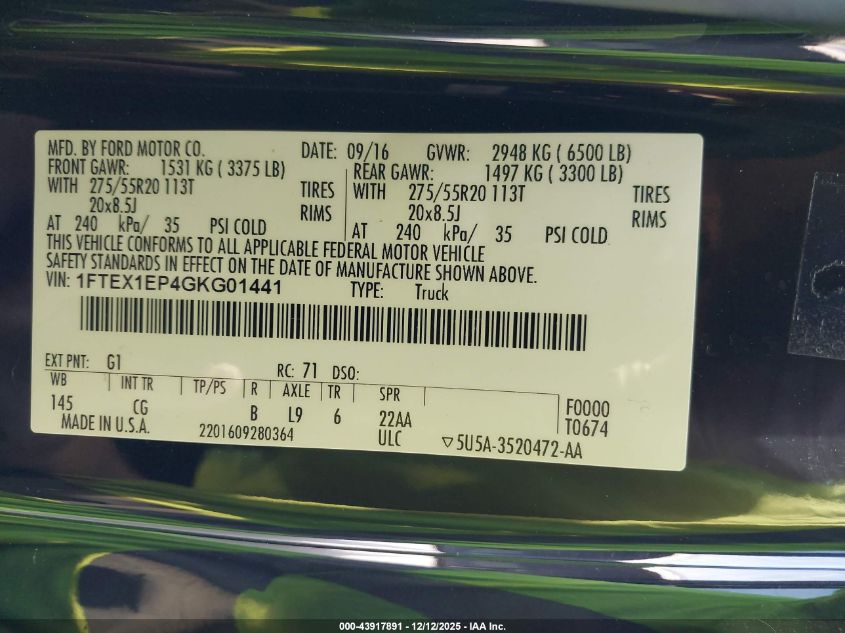 MFD. BY FORD MOTOR CO. DATE: 09/16 GVWR: 2948 KG ( 6500 LB)
FRONT GAWR: 1531 KG ( 3375 LB) REAR GAWR: 1497 KG ( 3300 LB)
WITH 275/55R20 113T TIRES WITH 275/55R20 113T TIRES
20x8.5J RIMS 20x8.5J RIMS
AT 240 kPa/ 35 PSI COLD AT 240 kPa/ 35 PSI COLD
THIS VEHICLE CONFORMS TO ALL APPLICABLE FEDERAL MOTOR VEHICLE
SAFETY STANDARDS IN EFFECT ON THE DATE OF MANUFACTURE SHOWN ABOVE.
VIN: 1FTEX1EP4GKG01441 TYPE: Truck
EXT PNT: G1 RC: 71 DSO:
WB INT TR TP/PS R AXLE TR SPR
145 CG B L9 6 22AA F0000
MADE IN U.S.A. 2201609280364 ULC T0674
▽5U5A-3520472-AA
000-43917891 - 12/12/2025 - IAA Inc.